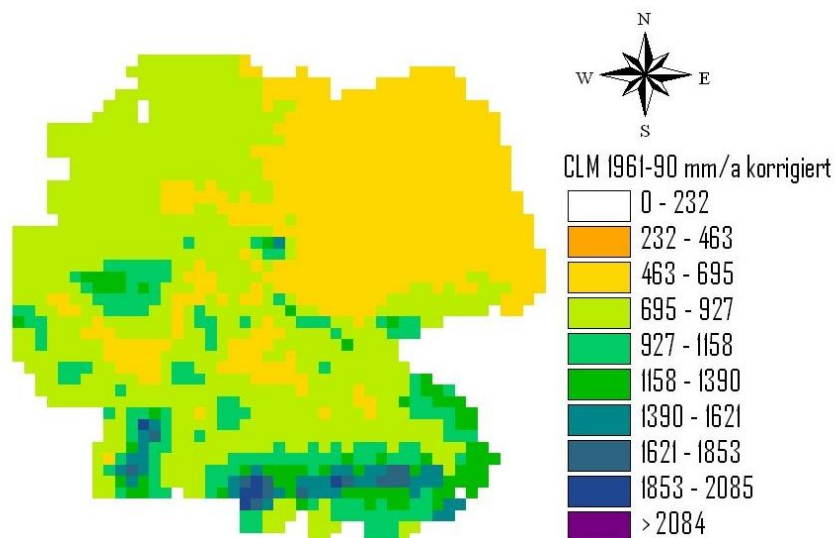 N
W E
S
CLM 1961-90 mm/a korrigiert
0 - 232
232 - 463
463 - 695
695 - 927
927 - 1158
1158 - 1390
1390 - 1621
1621 - 1853
1853 - 2085
> 2084